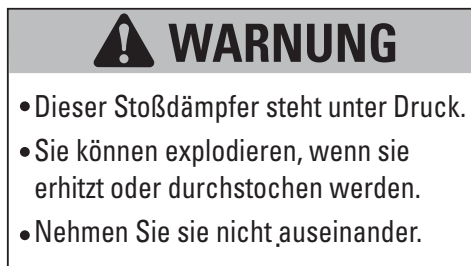 WARNUNG
•Dieser Stoßdämpfer steht unter Druck.
•Sie können explodieren, wenn sie
erhitzt oder durchstochen werden.
•Nehmen Sie sie nicht auseinander.